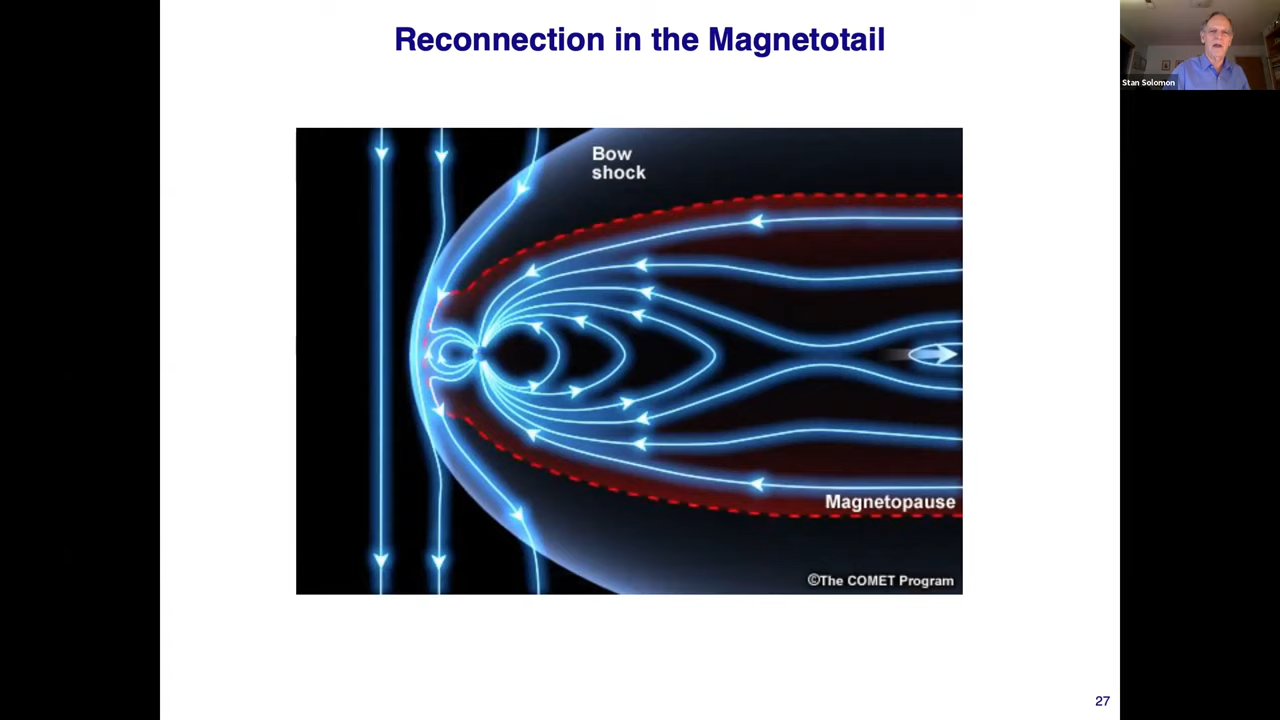 Reconnection in the Magnetotail
Stan Solomon
Bow
shock
Magnetopause
©The COMET Program
27